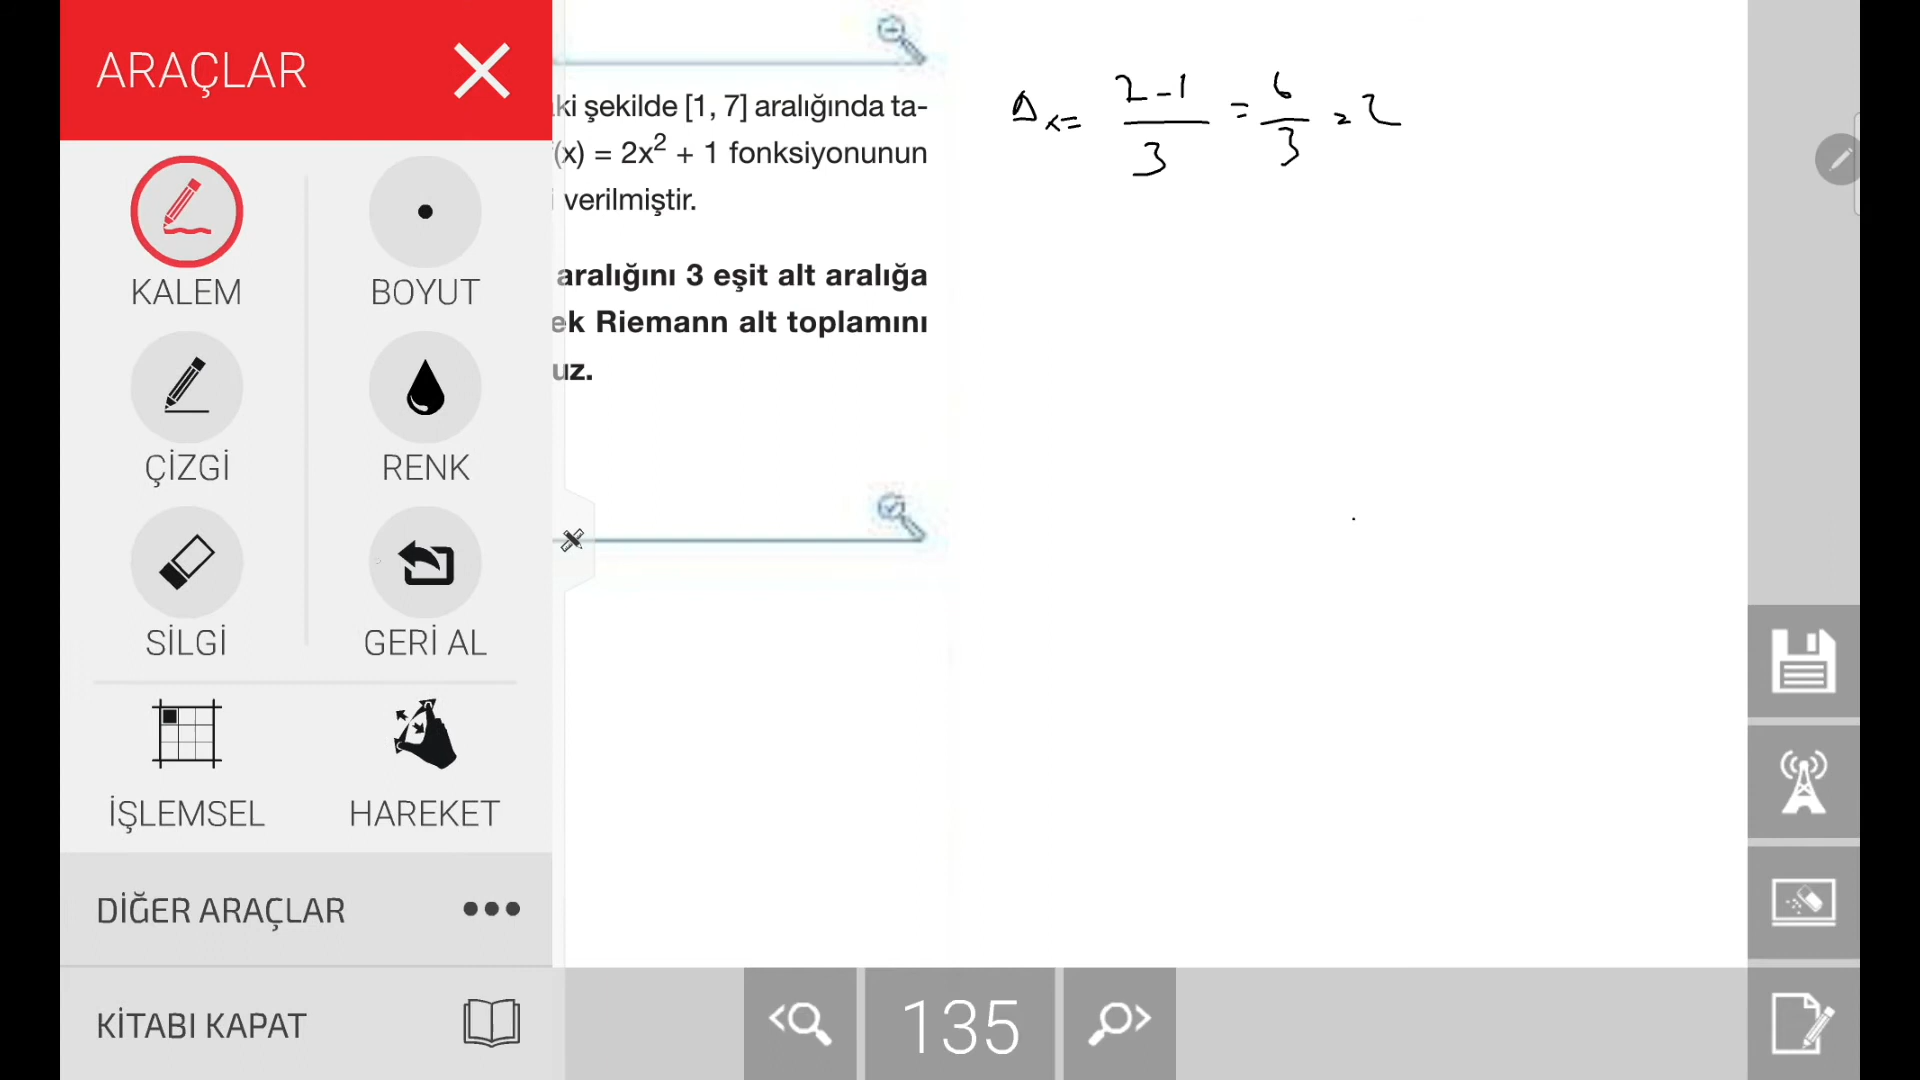 ARAÇLAR
KALEM
BOYUT
ÇİZGİ
RENK
SİLGİ
GERİ AL
İŞLEMSEL
HAREKET
DİĞER ARAÇLAR
KİTABI KAPAT
ki şekilde [1, 7] aralığında ta-
(x) = 2x² + 1 fonksiyonunun
verilmiştir.
aralığını 3 eşit alt aralığa
ek Riemann alt toplamını
uz.
Δx = (7-1)/3 = 6/3 = 2
135